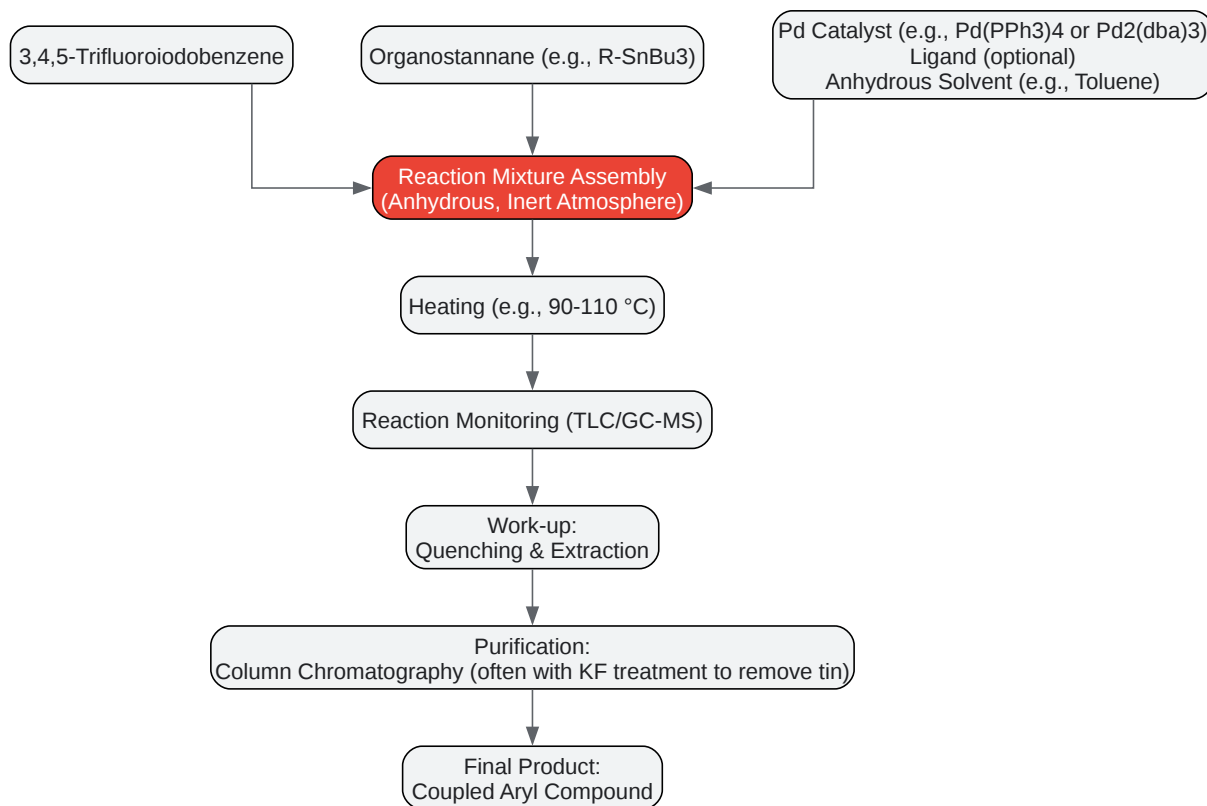 3,4,5-Trifluoroiodobenzene
Organostannane (e.g., R-SnBu3)
Pd Catalyst (e.g., Pd(PPh3)4 or Pd2(dba)3)
Ligand (optional)
Anhydrous Solvent (e.g., Toluene)
Reaction Mixture Assembly
(Anhydrous, Inert Atmosphere)
Heating (e.g., 90-110 °C)
Reaction Monitoring (TLC/GC-MS)
Work-up:
Quenching & Extraction
Purification:
Column Chromatography (often with KF treatment to remove tin)
Final Product:
Coupled Aryl Compound